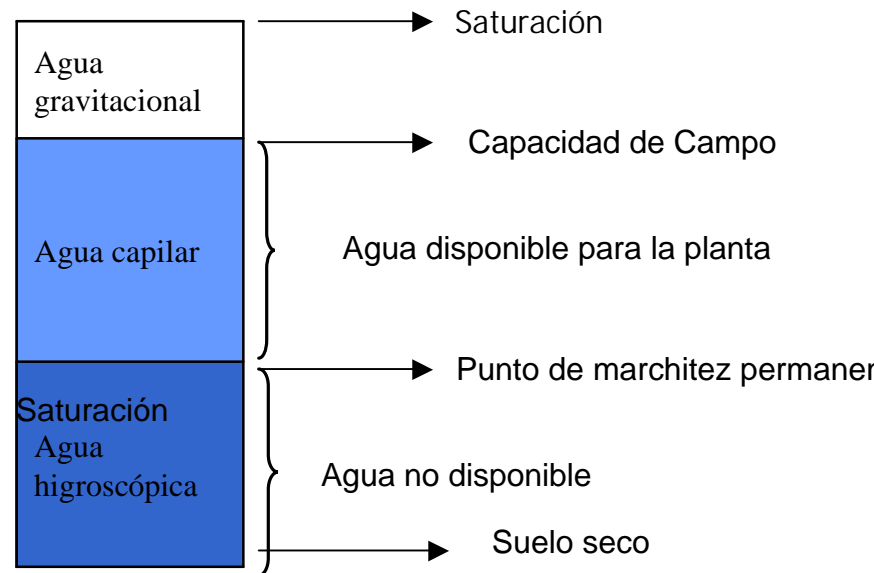 Saturación
Agua
gravitacional
Capacidad de Campo
Agua capilar
Agua disponible para la planta
Punto de marchitez permaner
Saturación
Agua
higroscópica
Agua no disponible
Suelo seco